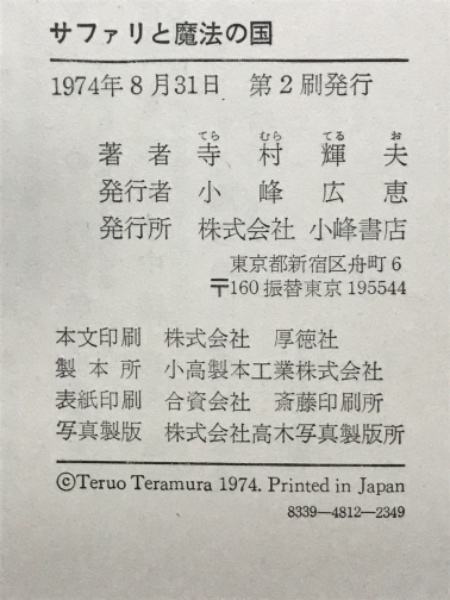 サファリと魔法の国
1974年8月31日 第2刷発行
てら むら てる お
著者 寺村輝夫
発行者 小峰広恵
発行所 株式会社 小峰書店
東京都新宿区舟町6
〒160 振替東京 195544
本文印刷 株式会社 厚徳社
製本所 小高製本工業株式会社
表紙印刷 合資会社 斎藤印刷所
写真製版 株式会社高木写真製版所
©Teruo Teramura 1974. Printed in Japan
8339—4812—2349